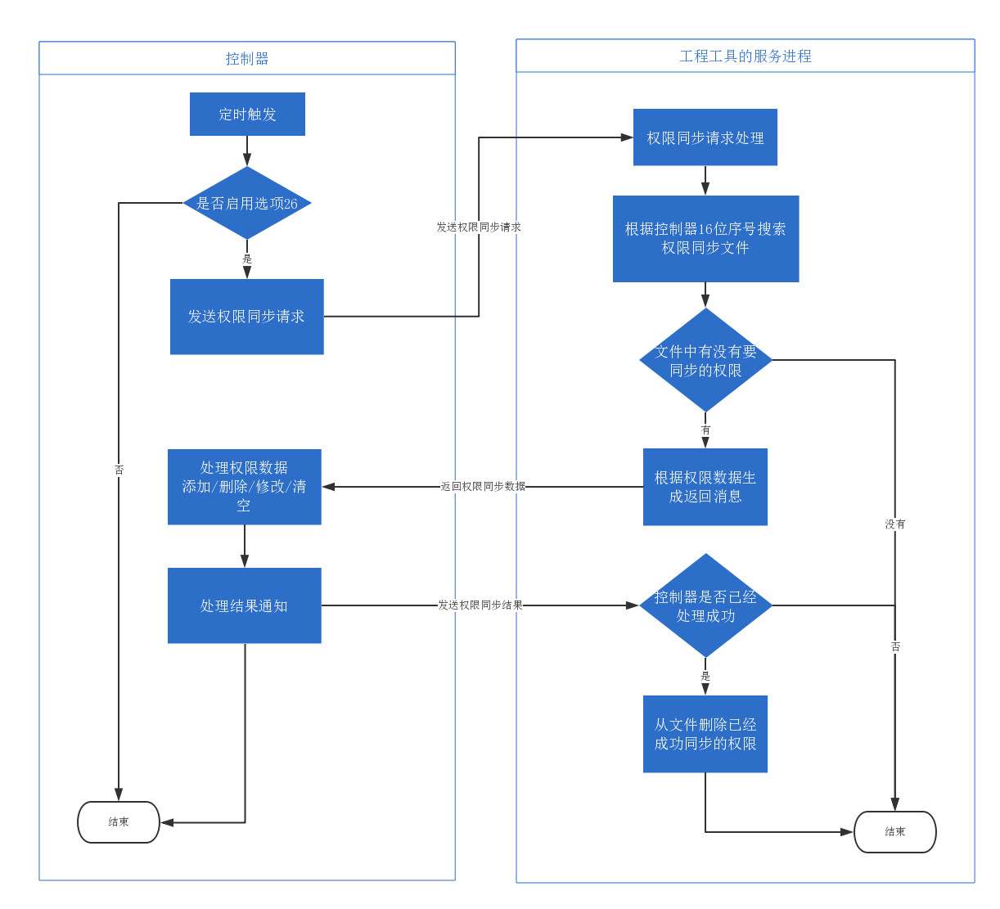 控制器
定时触发
是否启用选项26
是
否
发送权限同步请求
发送权限同步请求
处理权限数据
添加/删除/修改/清
空
返回权限同步数据
处理结果通知
发送权限同步结果
结束
工程工具的服务进程
权限同步请求处理
根据控制器16位序号搜索
权限同步文件
文件中有没有要
同步的权限
有
没有
根据权限数据生
成返回消息
控制器是否已经
处理成功
是
否
从文件删除已经
成功同步的权限
结束